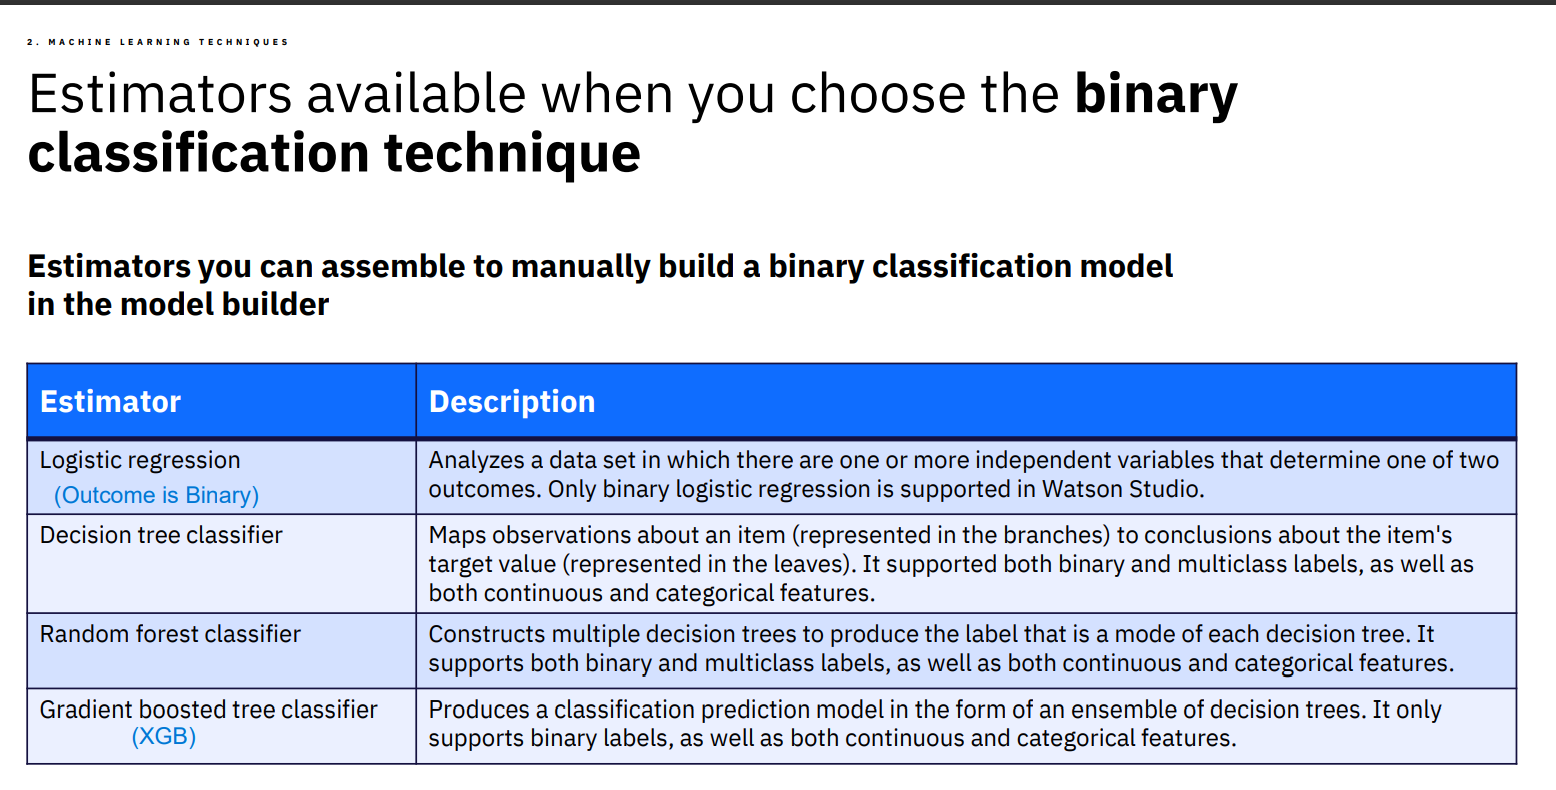 2. MACHINE LEARNING TECHNIQUES
Estimators available when you choose the binary
classification technique
Estimators you can assemble to manually build a binary classification model
in the model builder
Estimator
Description
Logistic regression
(Outcome is Binary)
Analyzes a data set in which there are one or more independent variables that determine one of two
outcomes. Only binary logistic regression is supported in Watson Studio.
Decision tree classifier
Maps observations about an item (represented in the branches) to conclusions about the item's
target value (represented in the leaves). It supported both binary and multiclass labels, as well as
both continuous and categorical features.
Random forest classifier
Constructs multiple decision trees to produce the label that is a mode of each decision tree. It
supports both binary and multiclass labels, as well as both continuous and categorical features.
Gradient boosted tree classifier
(XGB)
Produces a classification prediction model in the form of an ensemble of decision trees. It only
supports binary labels, as well as both continuous and categorical features.